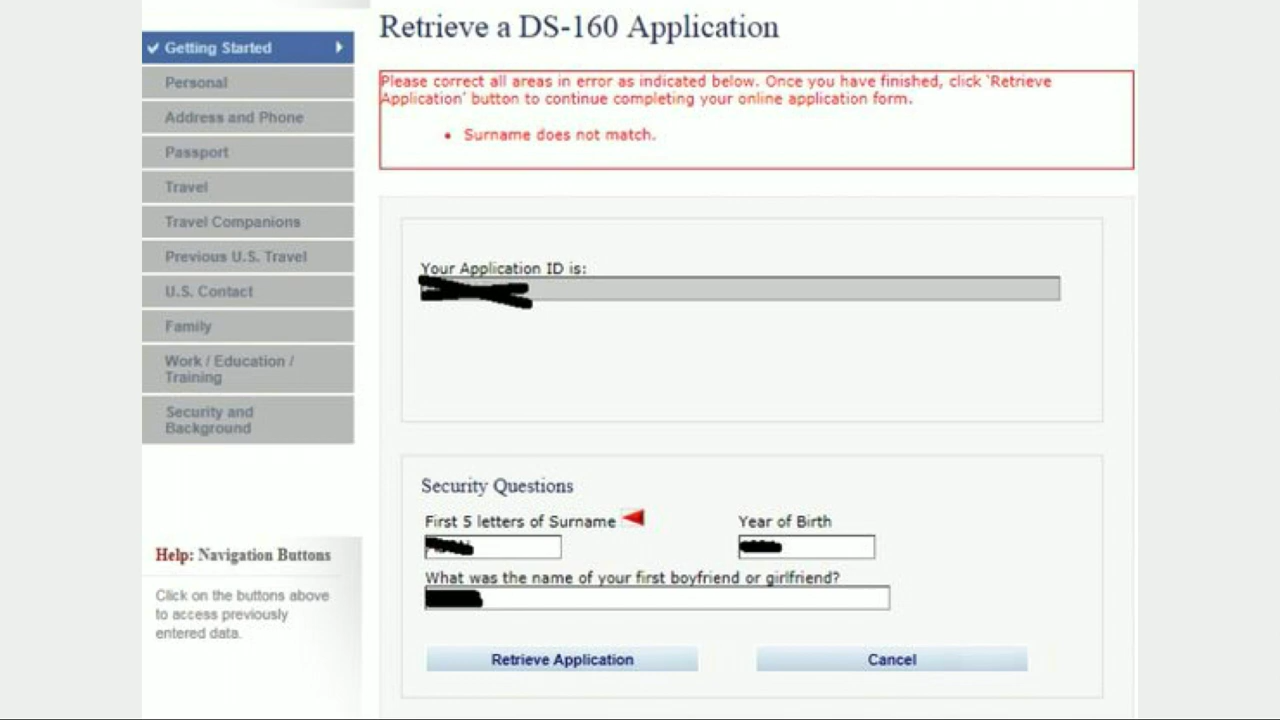 Retrieve a DS-160 Application
Getting Started
Personal
Address and Phone
Passport
Travel
Travel Companions
Previous U.S. Travel
U.S. Contact
Family
Work / Education /
Training
Security and
Background
Help: Navigation Buttons
Click on the buttons above
to access previously
entered data.
Please correct all areas in error as indicated below. Once you have finished, click 'Retrieve
Application' button to continue completing your online application form.
• Surname does not match.
Your Application ID is:
Security Questions
First 5 letters of Surname
Year of Birth
What was the name of your first boyfriend or girlfriend?
Retrieve Application
Cancel